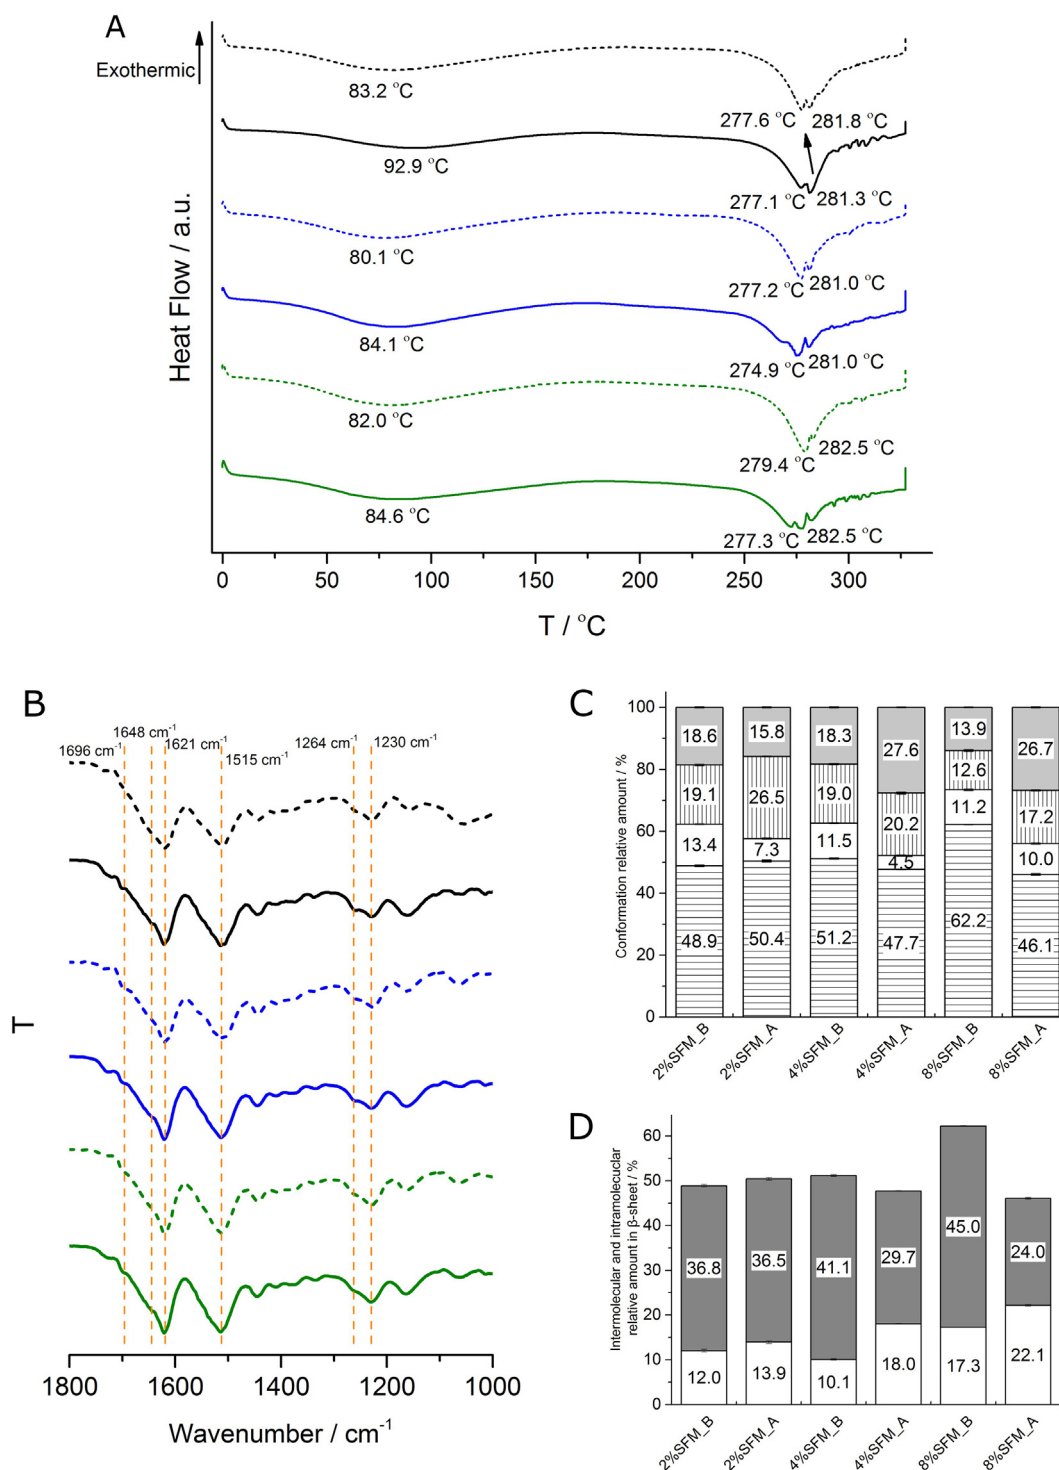 A
Exothermic
83.2 °C
277.6 °C 281.8 °C
92.9 °C
277.1 °C 281.3 °C
80.1 °C
277.2 °C 281.0 °C
84.1 °C
274.9 °C 281.0 °C
82.0 °C
279.4 °C 282.5 °C
84.6 °C
277.3 °C 282.5 °C
Heat Flow / a.u.
0 50 100 150 200 250 300
T / °C
B
1696 cm-1 1648 cm-1 1621 cm-1 1515 cm-1 1264 cm-1 1230 cm-1
T
1800 1600 1400 1200 1000
Wavenumber / cm-1
C
Conformation relative amount / %
100
80
60
40
20
0
18.6 15.8 18.3 27.6 13.9 26.7
19.1 26.5 19.0 20.2 12.6 17.2
13.4 7.3 11.5 4.5 11.2 10.0
48.9 50.4 51.2 47.7 62.2 46.1
2%SFM_B 2%SFM_A 4%SFM_B 4%SFM_A 8%SFM_B 8%SFM_A
D
Intermolecular and intramolecuclar
relative amount in β-sheet / %
60
50
40
30
20
10
0
36.8 36.5 41.1 29.7 45.0 24.0
12.0 13.9 10.1 18.0 17.3 22.1
2%SFM_B 2%SFM_A 4%SFM_B 4%SFM_A 8%SFM_B 8%SFM_A